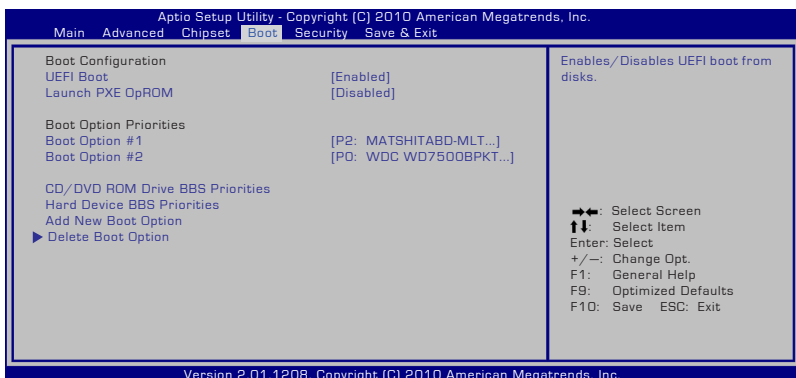 Aptio Setup Utility - Copyright (C) 2010 American Megatrends, Inc.
Main Advanced Chipset Boot Security Save & Exit
Boot Configuration
UEFI Boot [Enabled]
Launch PXE OpROM [Disabled]
Boot Option Priorities
Boot Option #1 [P2: MATSHITABD-MLT...]
Boot Option #2 [P0: WDC WD7500BPKT...]
CD/DVD ROM Drive BBS Priorities
Hard Device BBS Priorities
Add New Boot Option
▶ Delete Boot Option
Enables/Disables UEFI boot from
disks.
→←: Select Screen
↑↓: Select Item
Enter: Select
+/—: Change Opt.
F1: General Help
F9: Optimized Defaults
F10: Save ESC: Exit
Version 2.01.1208. Copyright (C) 2010 American Megatrends, Inc.